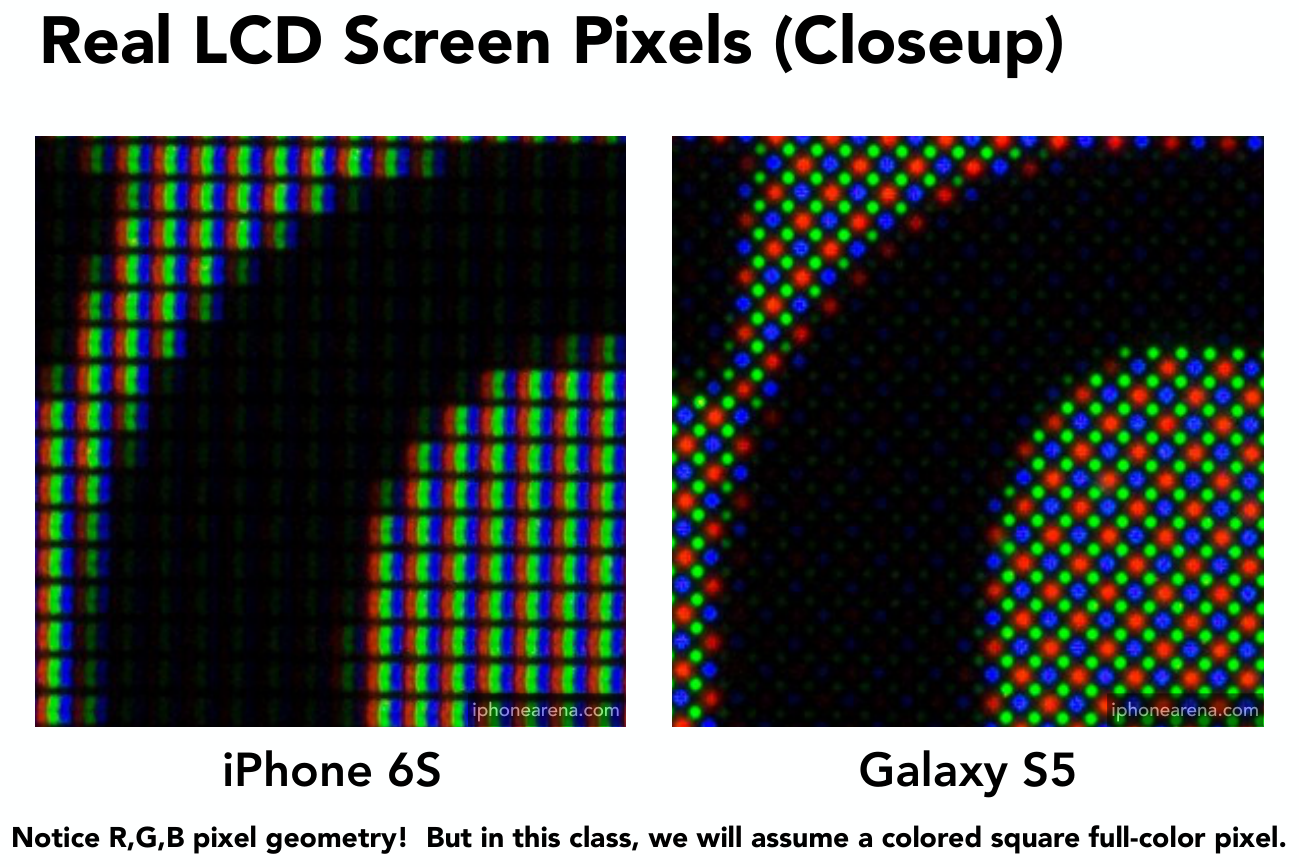 Real LCD Screen Pixels (Closeup)
iphonearena.com
iphonearena.com
iPhone 6S
Galaxy S5
Notice R,G,B pixel geometry! But in this class, we will assume a colored square full-color pixel.